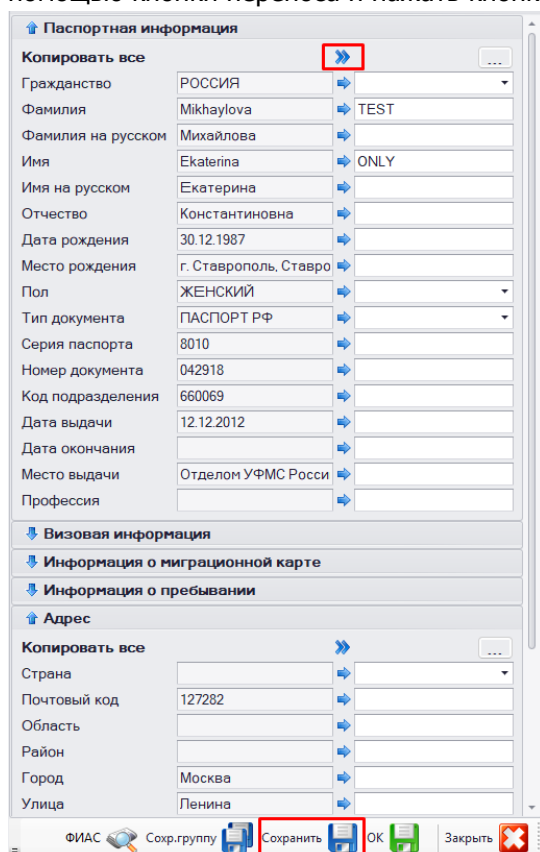 Паспортная информация
Копировать все ...
Гражданство РОССИЯ
Фамилия Mikhaylova TEST
Фамилия на русском Михайлова
Имя Ekaterina ONLY
Имя на русском Екатерина
Отчество Константиновна
Дата рождения 30.12.1987
Место рождения г. Ставрополь, Ставро
Пол ЖЕНСКИЙ
Тип документа ПАСПОРТ РФ
Серия паспорта 8010
Номер документа 042918
Код подразделения 660069
Дата выдачи 12.12.2012
Дата окончания
Место выдачи Отделом УФМС Росси
Профессия
Визовая информация
Информация о миграционной карте
Информация о пребывании
Адрес
Копировать все ...
Страна
Почтовый код 127282
Область
Район
Город Москва
Улица Ленина
ФИАС Сохр.группу Сохранить OK Закрыть